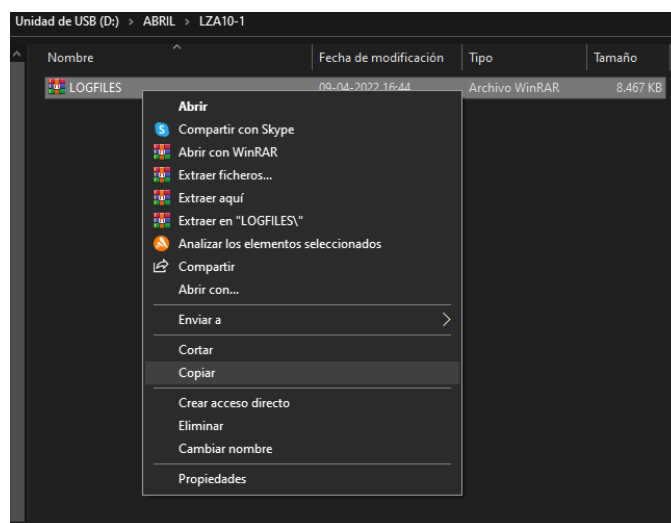 Unidad de USB (D:) > ABRIL > LZA10-1
Nombre Fecha de modificación Tipo Tamaño
LOGFILES 09-04-2022 16:44 Archivo WinRAR 8.467 KB
Abrir
Compartir con Skype
Abrir con WinRAR
Extraer ficheros...
Extraer aquí
Extraer en "LOGFILES\"
Analizar los elementos seleccionados
Compartir
Abrir con...
Enviar a
Cortar
Copiar
Crear acceso directo
Eliminar
Cambiar nombre
Propiedades